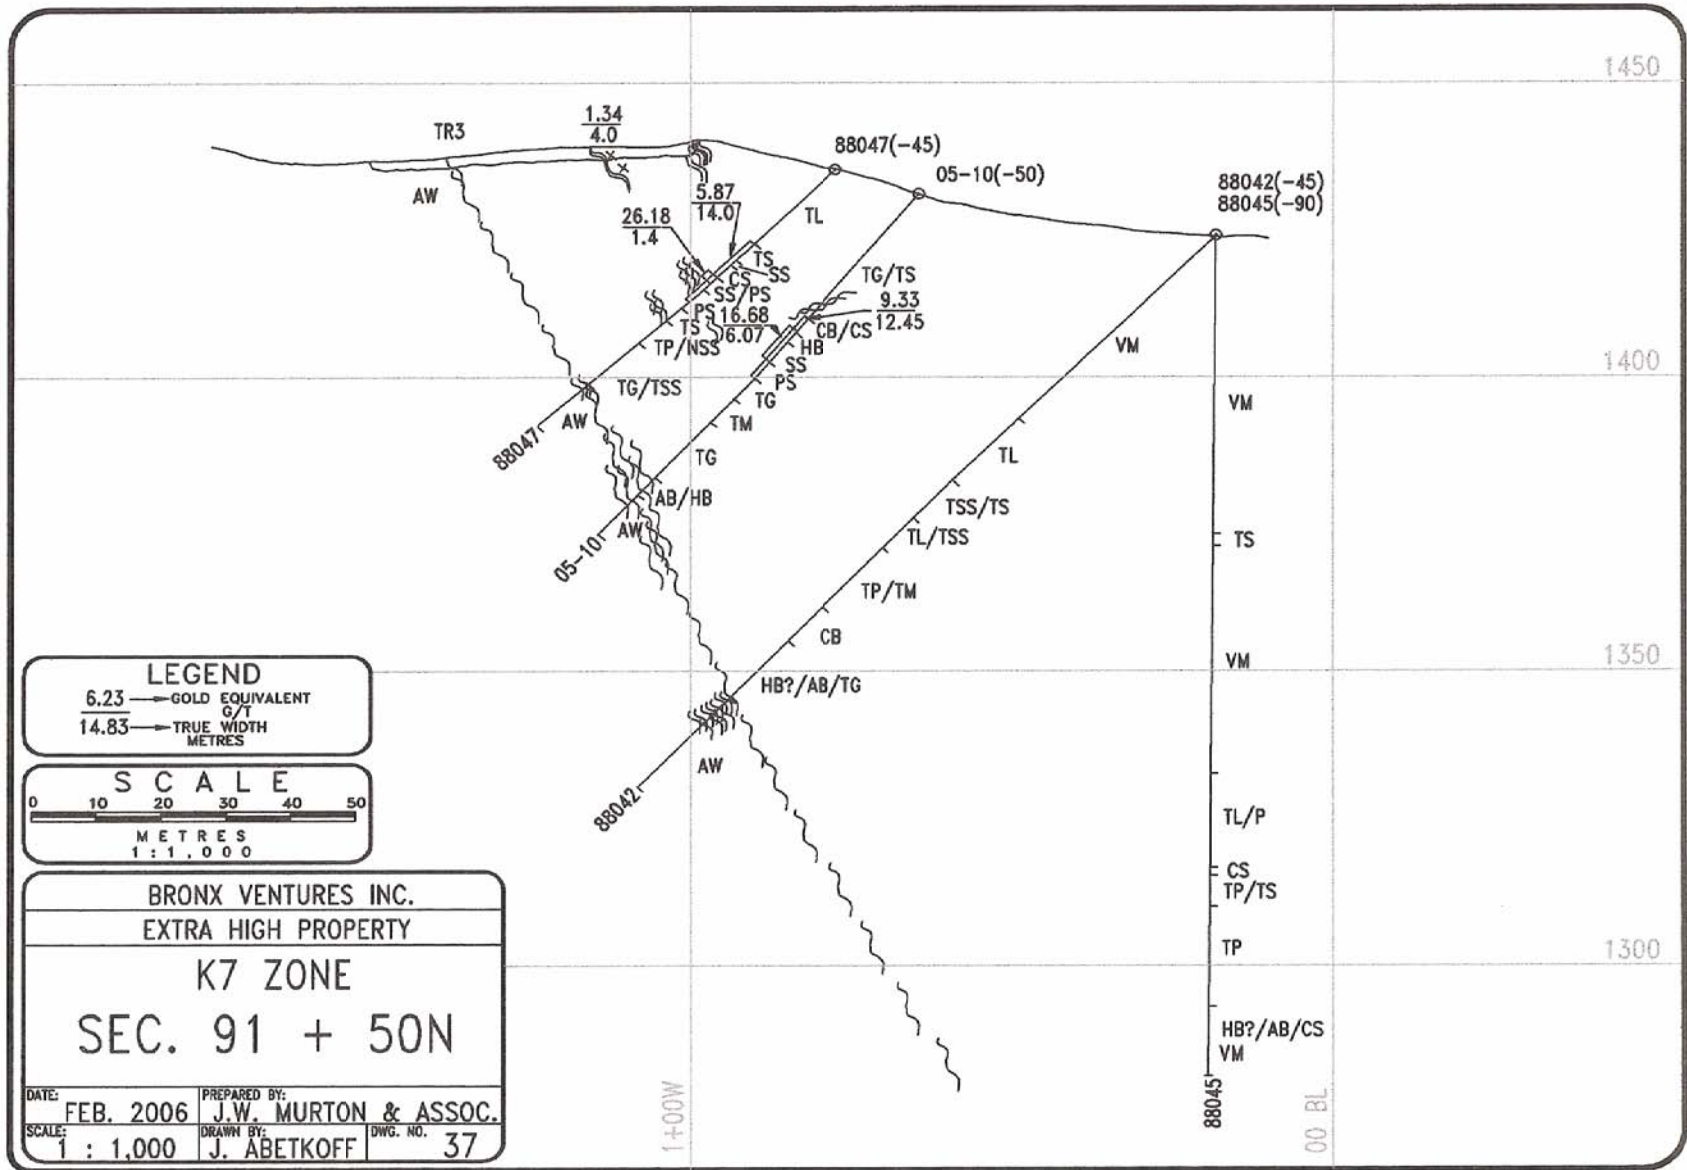 1450
TR3
1.34
4.0
88047(-45)
05-10(-50)
88042(-45)
88045(-90)
AW
5.87
14.0
TL
26.18
1.4
TS
SS
CS
SS/PS
PS
TS
TP/NSS
TG/TSS
TG/TS
9.33
12.45
16.68
6.07
CB/CS
HB
SS
PS
TG
TM
TG
AB/HB
AW
88047
AW
05-10
1400
VM
VM
TL
TSS/TS
TL/TSS
TP/TM
CB
HB?/AB/TG
AW
88042
TS
VM
1350
TL/P
CS
TP/TS
TP
1300
HB?/AB/CS
VM
88045
1+00W
00 BL
LEGEND
6.23 GOLD EQUIVALENT
G/T
14.83 TRUE WIDTH
METRES
SCALE
0 10 20 30 40 50
METRES
1:1,000
BRONX VENTURES INC.
EXTRA HIGH PROPERTY
K7 ZONE
SEC. 91 + 50N
DATE: FEB. 2006 PREPARED BY: J.W. MURTON & ASSOC.
SCALE: 1 : 1,000 DRAWN BY: J. ABETKOFF DWG. NO. 37